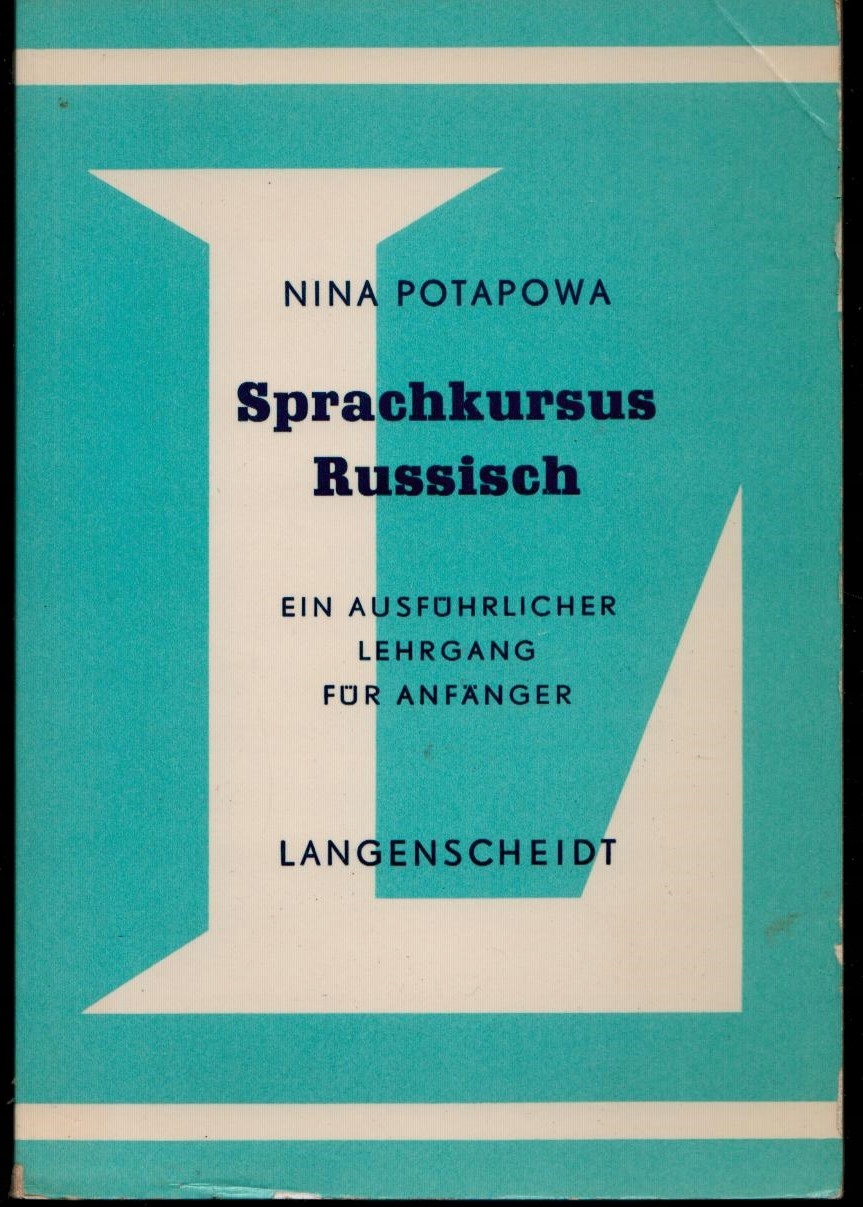 NINA POTAPOWA
Sprachkursus
Russisch
EIN AUSFÜHRLICHER
LEHRGANG
FÜR ANFÄNGER
LANGENSCHEIDT